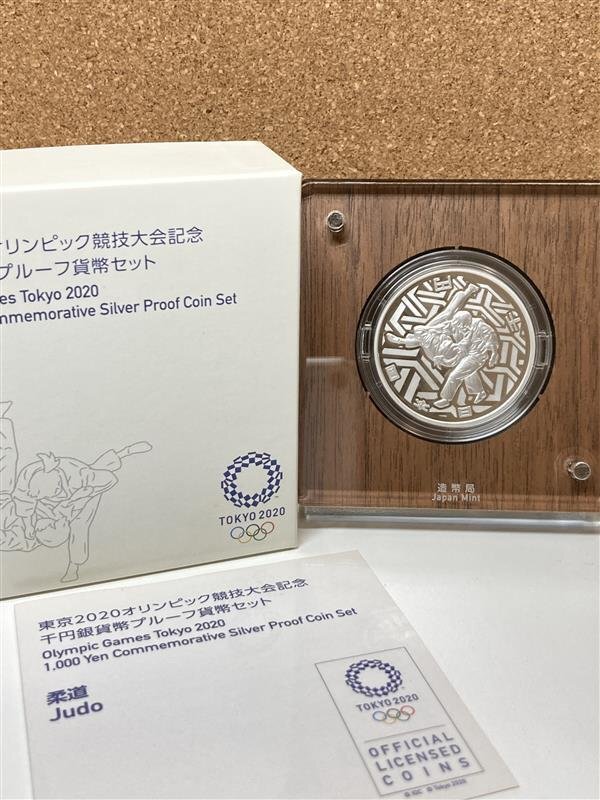 オリンピック競技大会記念
プルーフ貨幣セット
es Tokyo 2020
mmemorative Silver Proof Coin Set
TOKYO 2020
造幣局
Japan Mint
東京2020オリンピック競技大会記念
千円銀貨幣プルーフ貨幣セット
Olympic Games Tokyo 2020
1,000 Yen Commemorative Silver Proof Coin Set
柔道
Judo
TOKYO 2020
OFFICIAL
LICENSED
COINS
© IOC © Tokyo 2020